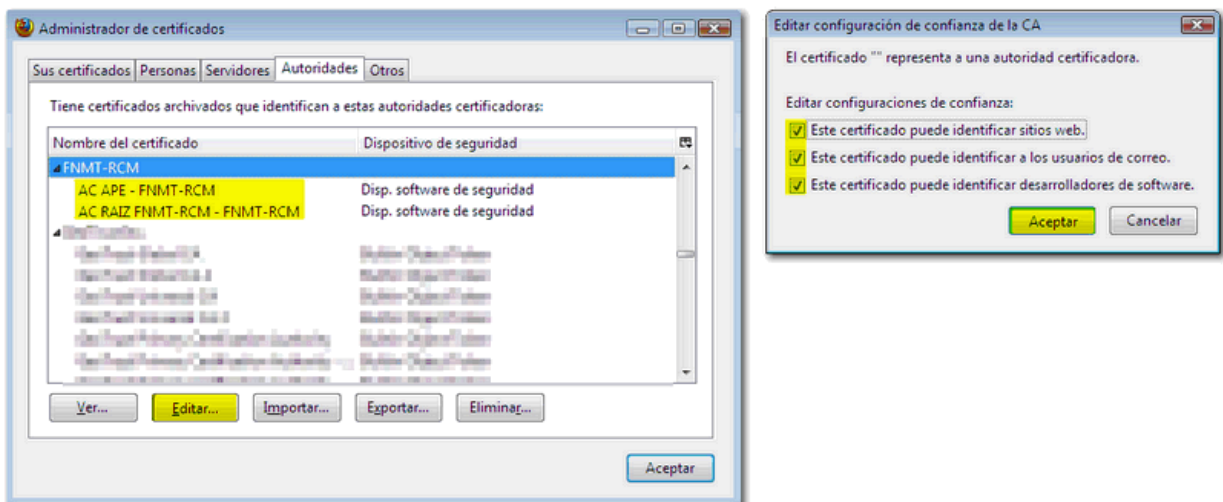 Administrador de certificados
Sus certificados Personas Servidores Autoridades Otros
Tiene certificados archivados que identifican a estas autoridades certificadoras:
Nombre del certificado Dispositivo de seguridad
FNMT-RCM
AC APE - FNMT-RCM Disp. software de seguridad
AC RAIZ FNMT-RCM - FNMT-RCM Disp. software de seguridad
Ver... Editar... Importar... Exportar... Eliminar...
Aceptar
Editar configuración de confianza de la CA
El certificado "" representa a una autoridad certificadora.
Editar configuraciones de confianza:
Este certificado puede identificar sitios web.
Este certificado puede identificar a los usuarios de correo.
Este certificado puede identificar desarrolladores de software.
Aceptar Cancelar